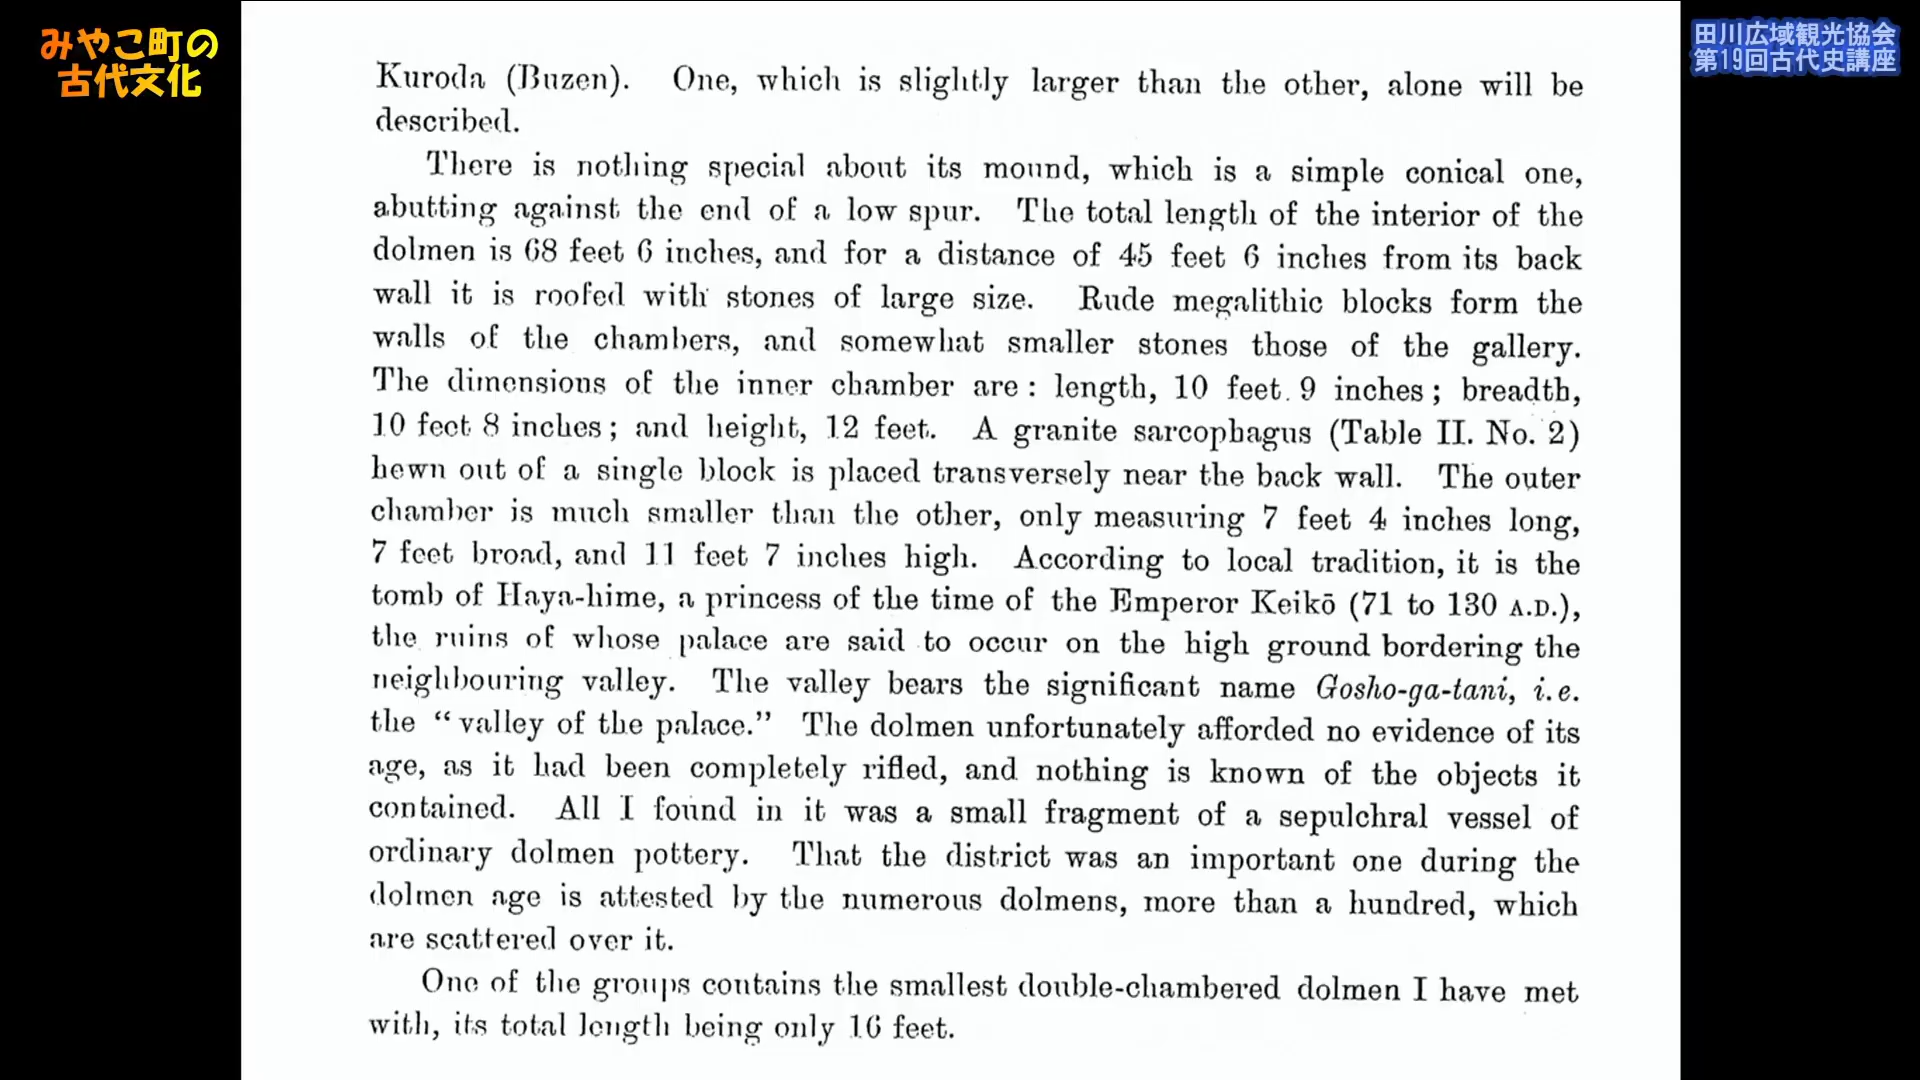 みやこ町の
古代文化
田川広域観光協会
第19回古代史講座
Kuroda (Buzen). One, which is slightly larger than the other, alone will be
described.
There is nothing special about its mound, which is a simple conical one,
abutting against the end of a low spur. The total length of the interior of the
dolmen is 68 feet 6 inches, and for a distance of 45 feet 6 inches from its back
wall it is roofed with stones of large size. Rude megalithic blocks form the
walls of the chambers, and somewhat smaller stones those of the gallery.
The dimensions of the inner chamber are: length, 10 feet 9 inches; breadth,
10 feet 8 inches; and height, 12 feet. A granite sarcophagus (Table II. No. 2)
hewn out of a single block is placed transversely near the back wall. The outer
chamber is much smaller than the other, only measuring 7 feet 4 inches long,
7 feet broad, and 11 feet 7 inches high. According to local tradition, it is the
tomb of Haya-hime, a princess of the time of the Emperor Keikō (71 to 130 A.D.),
the ruins of whose palace are said to occur on the high ground bordering the
neighbouring valley. The valley bears the significant name Gosho-ga-tani, i.e.
the “valley of the palace.” The dolmen unfortunately afforded no evidence of its
age, as it had been completely rifled, and nothing is known of the objects it
contained. All I found in it was a small fragment of a sepulchral vessel of
ordinary dolmen pottery. That the district was an important one during the
dolmen age is attested by the numerous dolmens, more than a hundred, which
are scattered over it.
One of the groups contains the smallest double-chambered dolmen I have met
with, its total length being only 16 feet.